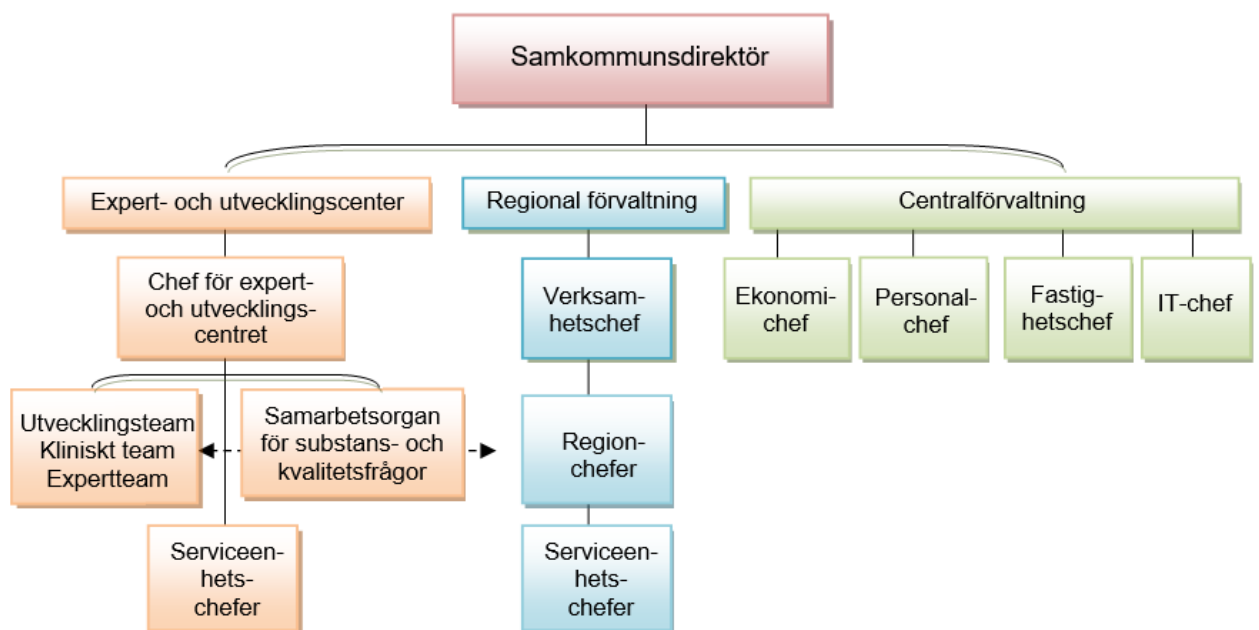 Samkommunsdirektör
Expert- och utvecklingscenter
Regional förvaltning
Centralförvaltning
Chef för expert-
och utvecklings-
centret
Verksam-
hetschef
Ekonomi-
chef
Personal-
chef
Fastig-
hetschef
IT-chef
Utvecklingsteam
Kliniskt team
Expertteam
Samarbetsorgan
för substans- och
kvalitetsfrågor
Region-
chefer
Serviceen-
hets-
chefer
Serviceen-
hets-
chefer